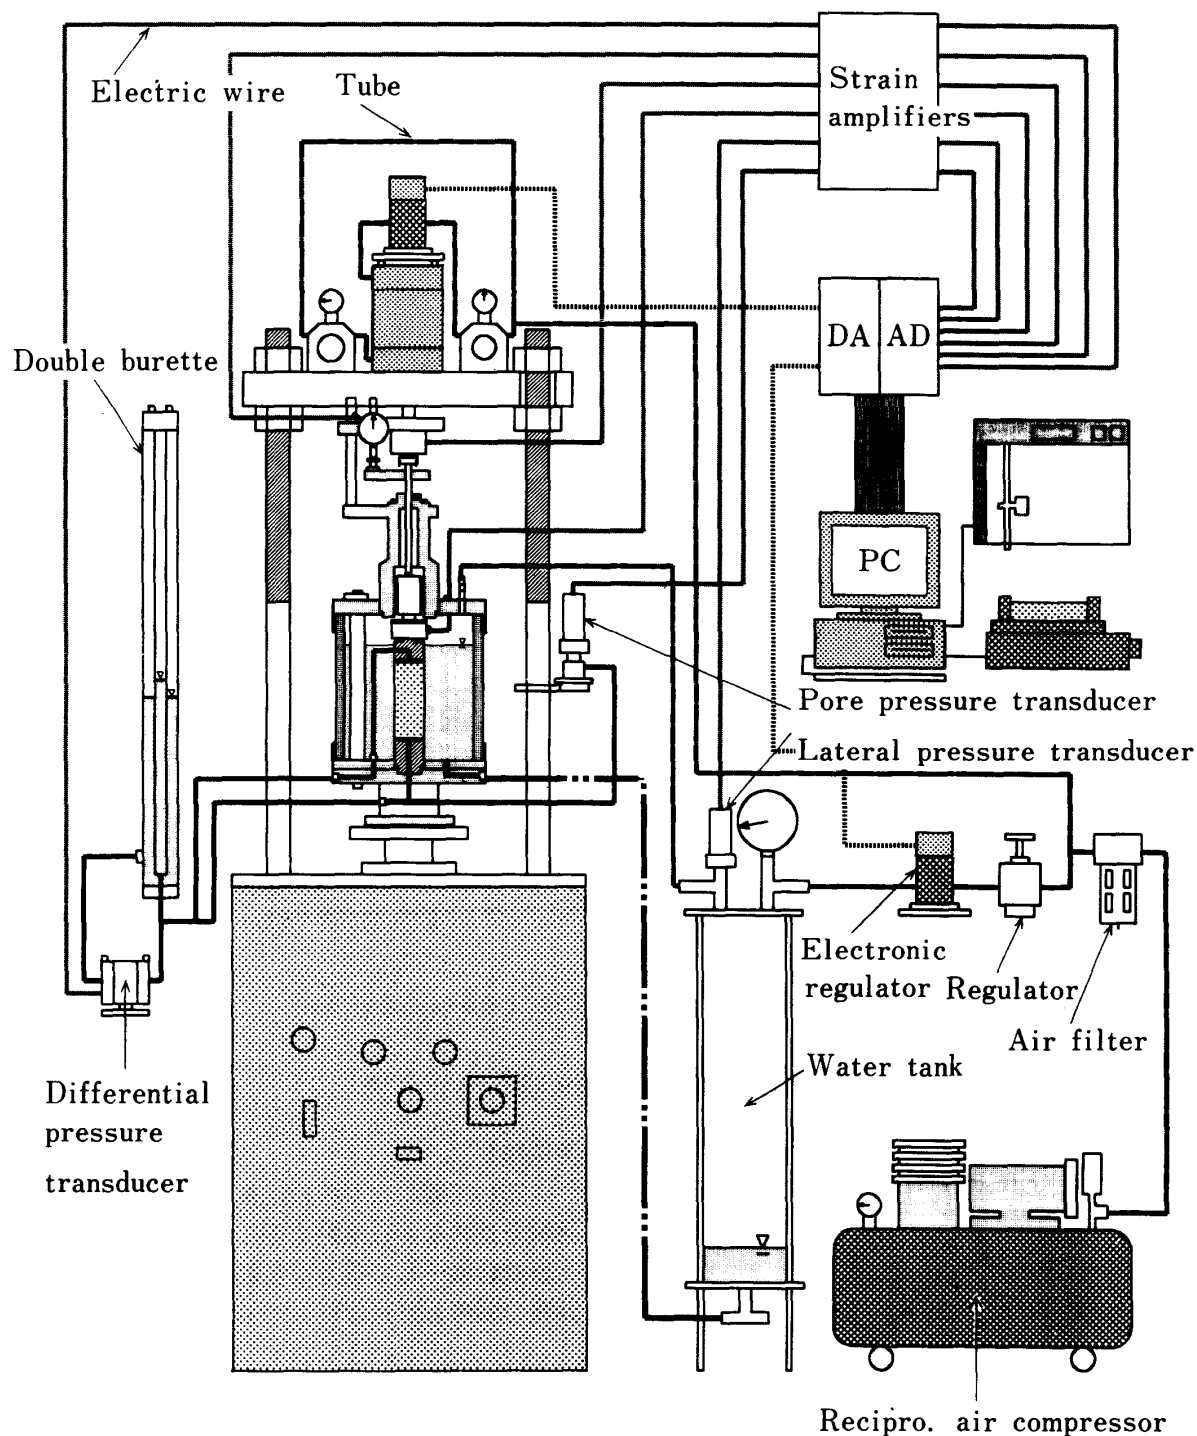 Strain
amplifiers
Electric wire
Tube
DA
AD
Double burette
PC
Pore pressure transducer
Lateral pressure transducer
Electronic
regulator
Regulator
Air filter
Water tank
Differential
pressure
transducer
Recipro. air compressor